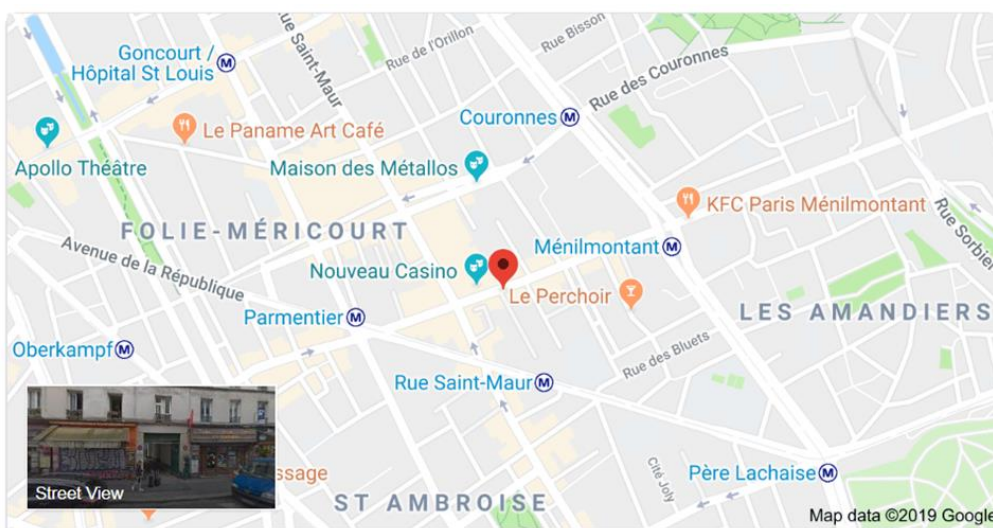 Goncourt /
Hôpital St Louis
Rue Saint-Maur
Rue de l'Orillon
Rue Bisson
Rue des Couronnes
Couronnes
Le Paname Art Café
Apollo Théâtre
Maison des Métallos
KFC Paris Ménilmontant
Rue Sorbier
FOLIE-MÉRICOURT
Avenue de la République
Ménilmontant
Nouveau Casino
Le Perchoir
LES AMANDIERS
Parmentier
Oberkampf
Rue des Bluets
Rue Saint-Maur
Père Lachaise
Cité Joly
ssage
Street View
ST AMBROISE
Map data ©2019 Google